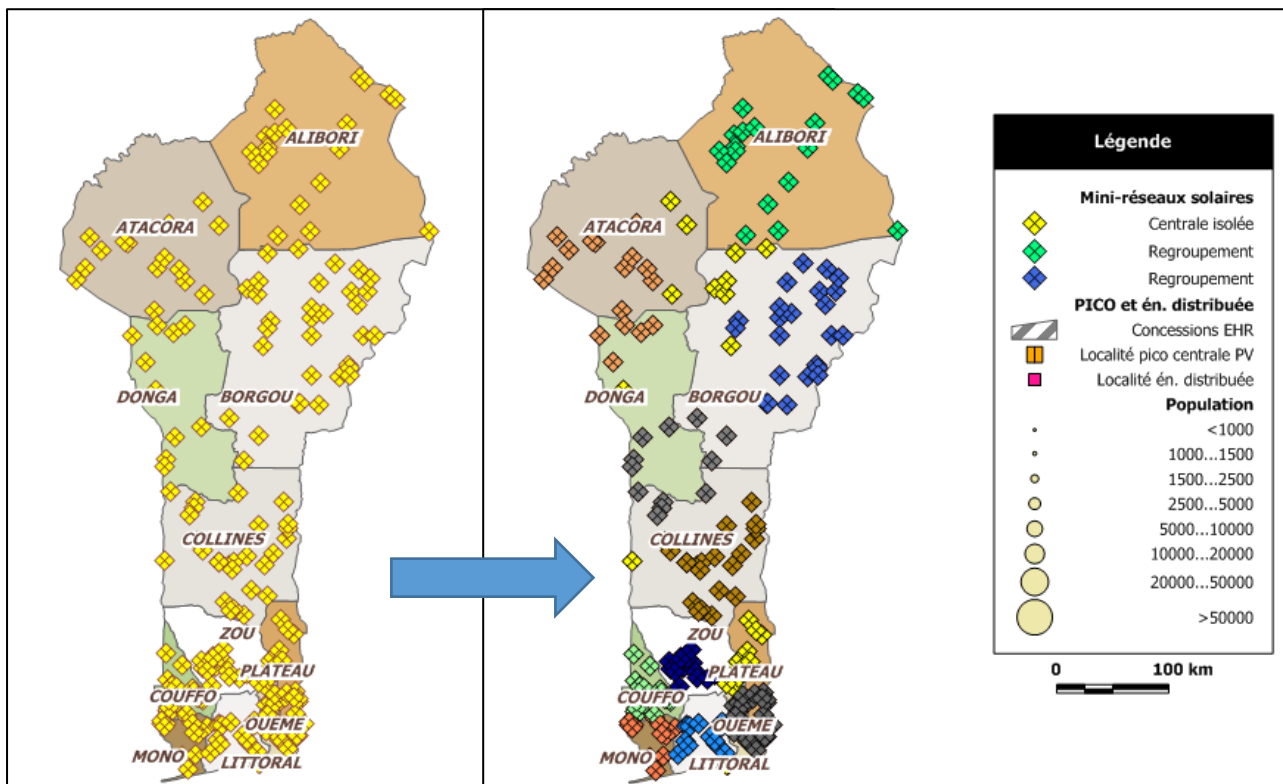 ALIBORI
ATACORA
DONGA
BORGOU
COLLINES
ZOU
PLATEAU
COUFFO
OUEME
MONO
LITTORAL
ALIBORI
ATACORA
DONGA
BORGOU
COLLINES
ZOU
PLATEAU
COUFFO
OUEME
MONO
LITTORAL
Légende
Mini-réseaux solaires
Centrale isolée
Regroupement
Regroupement
PICO et én. distribuée
Concessions EHR
Localité pico centrale PV
Localité én. distribuée
Population
<1000
1000...1500
1500...2500
2500...5000
5000...10000
10000...20000
20000...50000
>50000
0 100 km